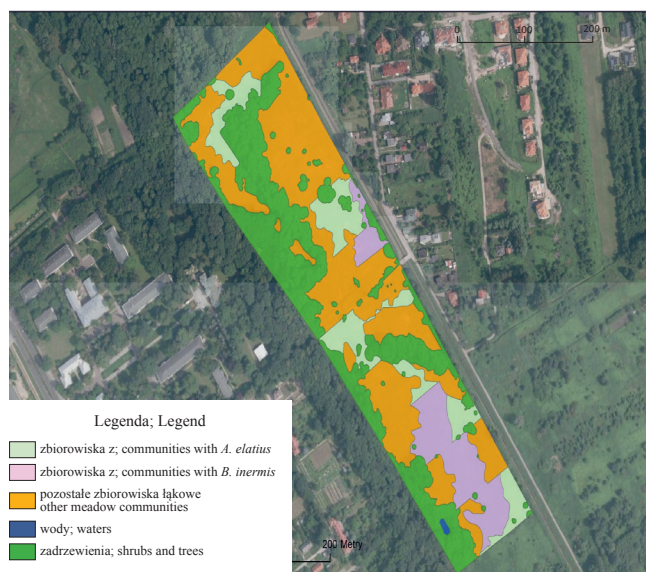 0 100 200 m
Legenda; Legend
zbiorowiska z; communities with A. elatius
zbiorowiska z; communities with B. inermis
pozostałe zbiorowiska łąkowe
other meadow communities
wody; waters
zadrzewienia; shrubs and trees
200 Metry